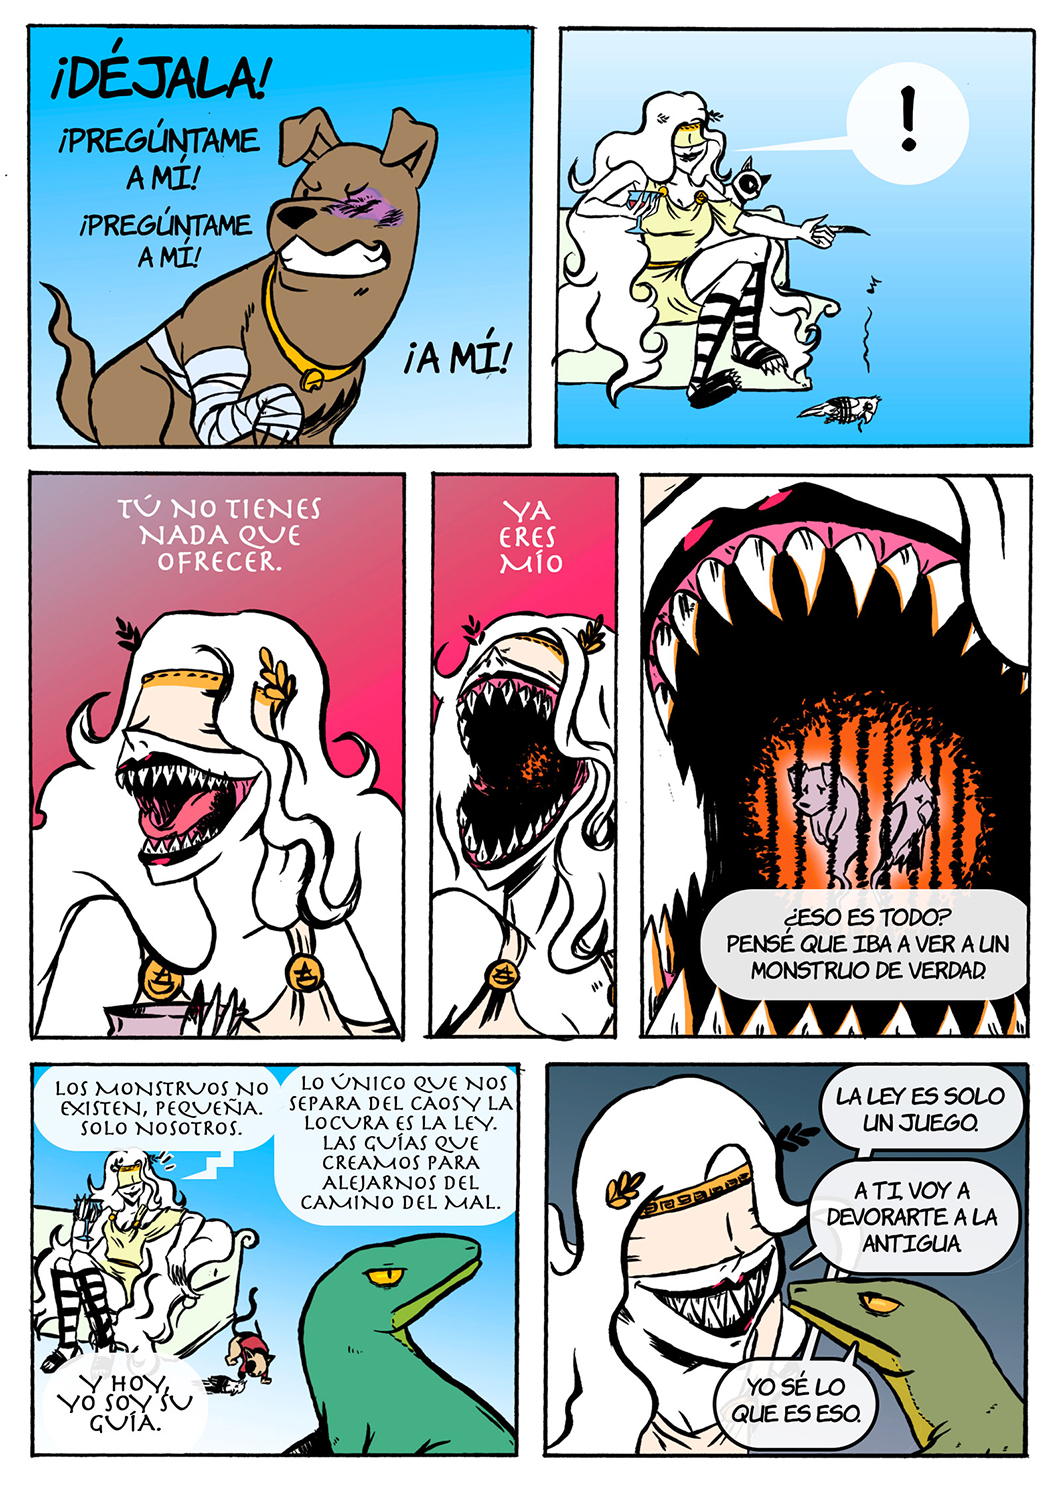 ¡DÉJALA!
¡PREGÚNTAME
A MÍ!
¡PREGÚNTAME
A MÍ!
¡A MÍ!
!
TÚ NO TIENES
NADA QUE
OFRECER.
YA
ERES
MÍO
¿ESO ES TODO?
PENSÉ QUE IBA A VER A UN
MONSTRUO DE VERDAD.
LOS MONSTRUOS NO
EXISTEN, PEQUEÑA.
SOLO NOSOTROS.
LO ÚNICO QUE NOS
SEPARA DEL CAOS Y LA
LOCURA ES LA LEY.
LAS GUÍAS QUE
CREAMOS PARA
ALEJARNOS DEL
CAMINO DEL MAL.
Y HOY,
YO SOY SU
GUÍA.
LA LEY ES SOLO
UN JUEGO.
A TI, VOY A
DEVORARTE A LA
ANTIGUA
YO SÉ LO
QUE ES ESO.